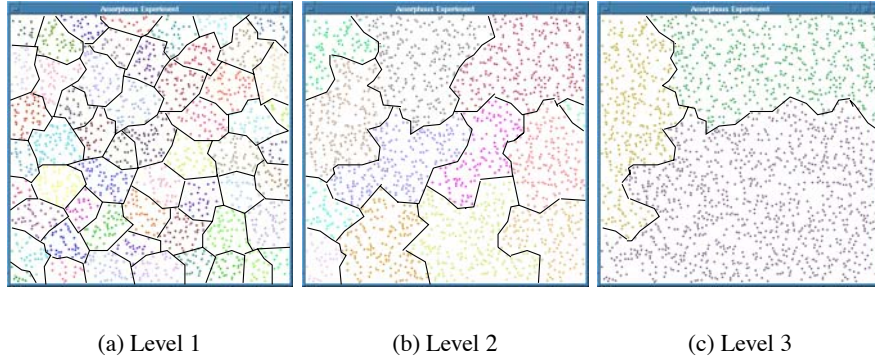 Amorphous Experiment
Amorphous Experiment
Amorphous Experiment
(a) Level 1
(b) Level 2
(c) Level 3